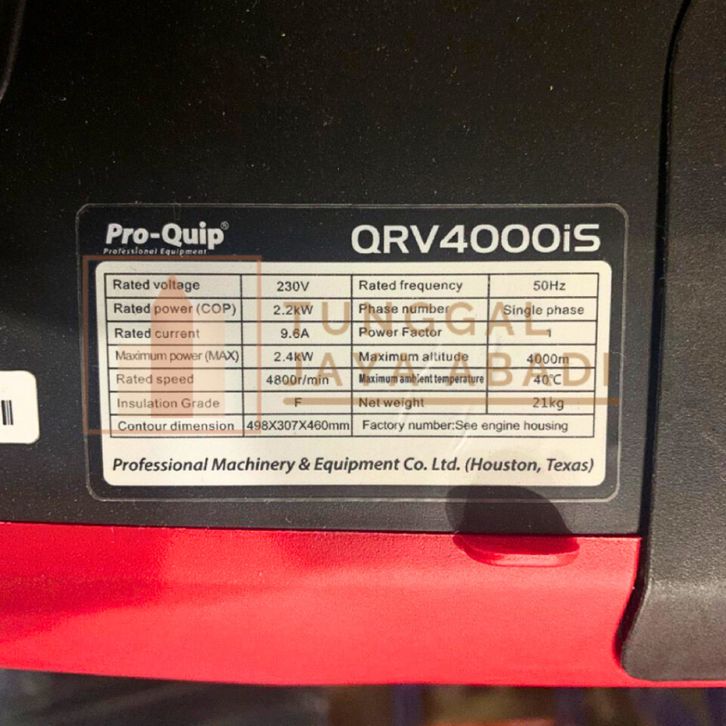 Pro-Quip® QRV4000iS
Professional Equipment
Rated voltage 230V Rated frequency 50Hz
Rated power (COP) 2.2kW Phase number Single phase
Rated current 9.6A Power Factor 1
Maximum power (MAX) 2.4kW Maximum altitude 4000m
Rated speed 4800r/min Maximum ambient temperature 40℃
Insulation Grade F Net weight 21kg
Contour dimension 498X307X460mm Factory number:See engine housing
Professional Machinery & Equipment Co. Ltd. (Houston, Texas)
TUNGGAL
JAYA ABADI